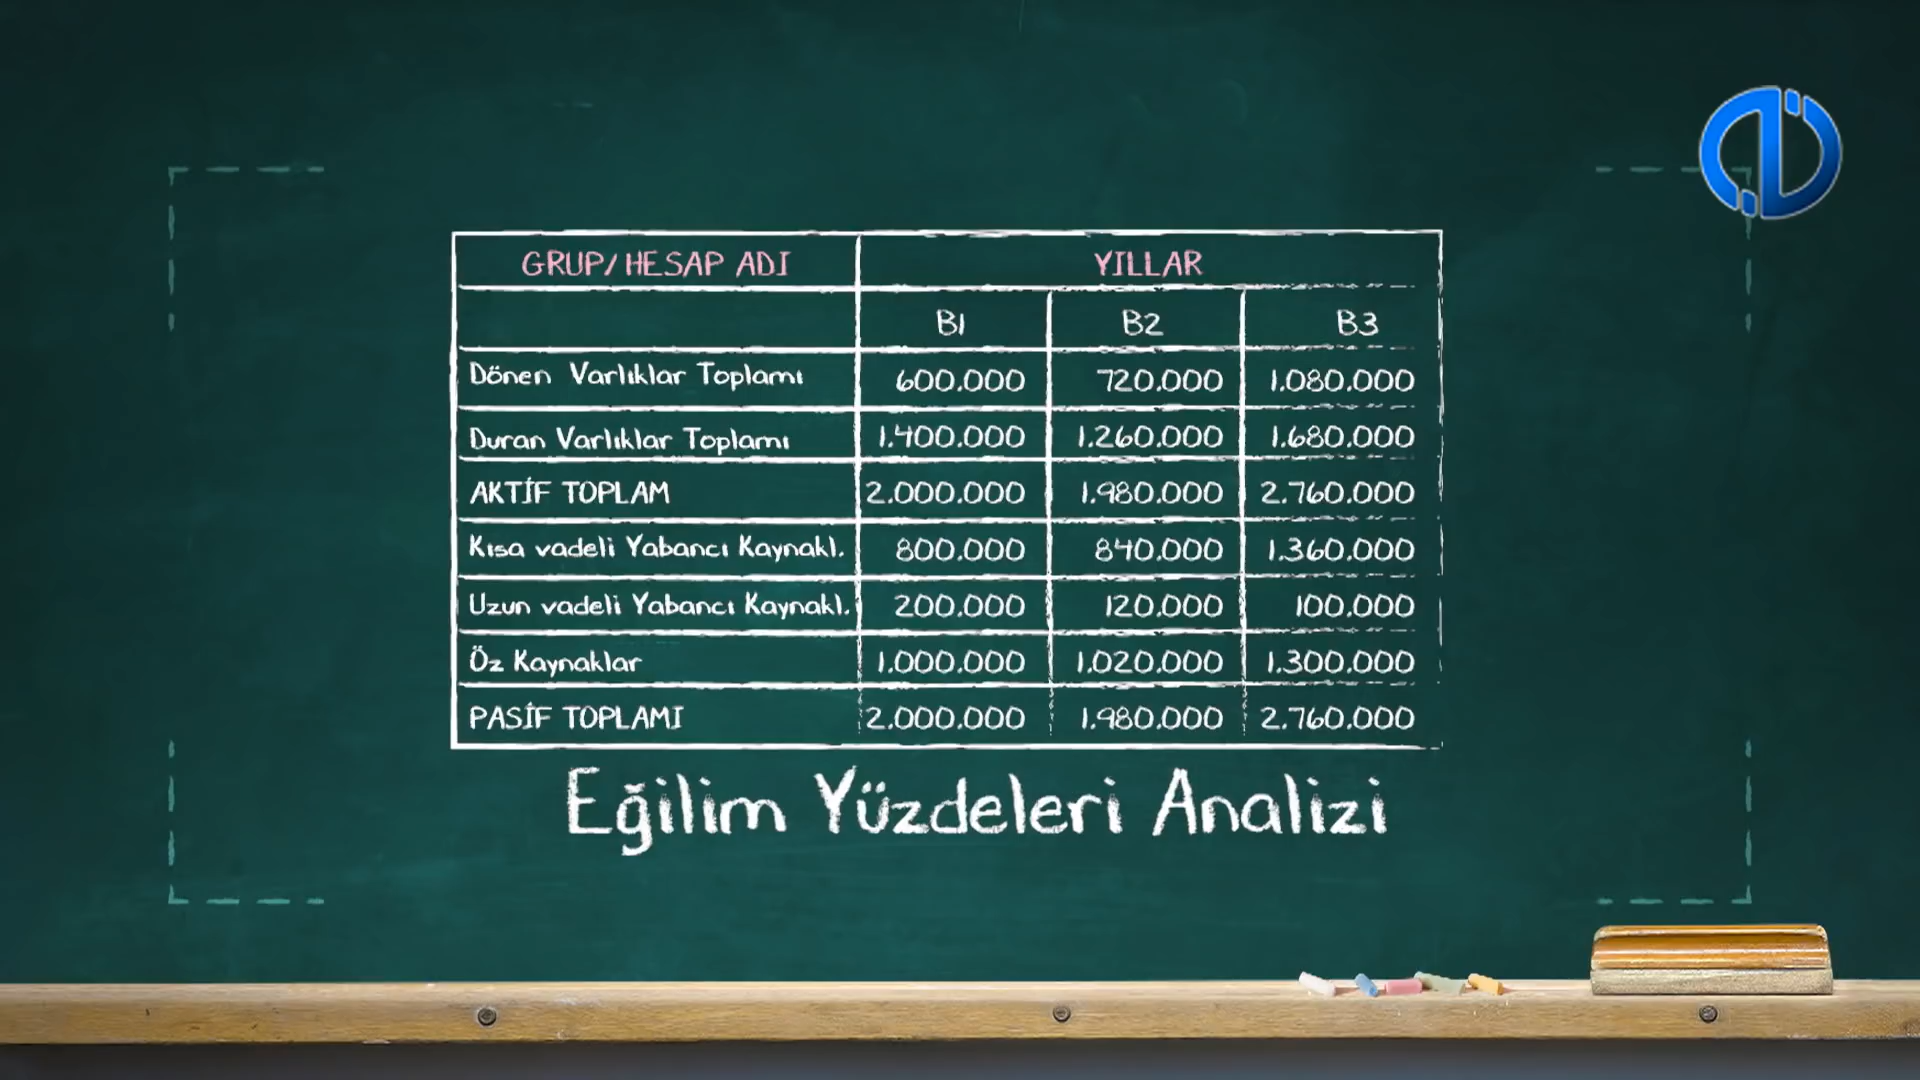 GRUP/HESAP ADI YILLAR
B1 B2 B3
Dönen Varlıklar Toplamı 600.000 720.000 1.080.000
Duran Varlıklar Toplamı 1.400.000 1.260.000 1.680.000
AKTİF TOPLAM 2.000.000 1.980.000 2.760.000
Kısa vadeli Yabancı Kaynakl. 800.000 840.000 1.360.000
Uzun vadeli Yabancı Kaynakl. 200.000 120.000 100.000
Öz Kaynaklar 1.000.000 1.020.000 1.300.000
PASİF TOPLAMI 2.000.000 1.980.000 2.760.000
Eğilim Yüzdeleri Analizi